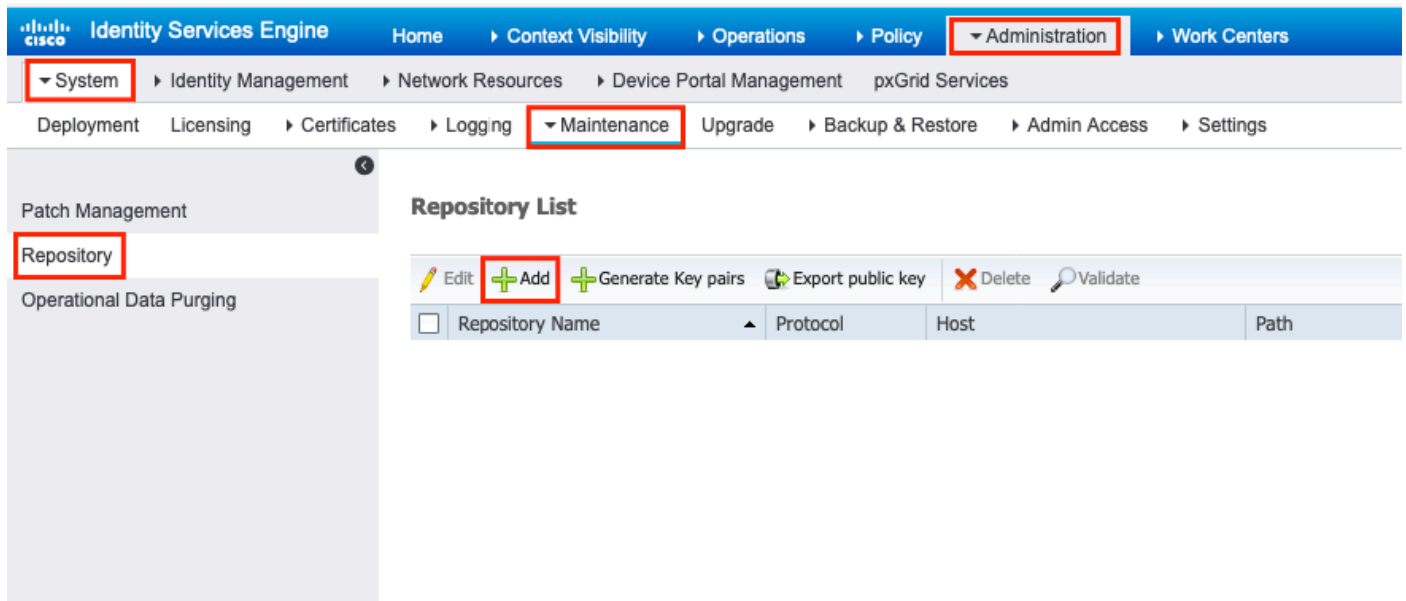 cisco Identity Services Engine Home Context Visibility Operations Policy Administration Work Centers
System Identity Management Network Resources Device Portal Management pxGrid Services
Deployment Licensing Certificates Logging Maintenance Upgrade Backup & Restore Admin Access Settings
Patch Management
Repository
Operational Data Purging
Repository List
Edit Add Generate Key pairs Export public key Delete Validate
Repository Name Protocol Host Path